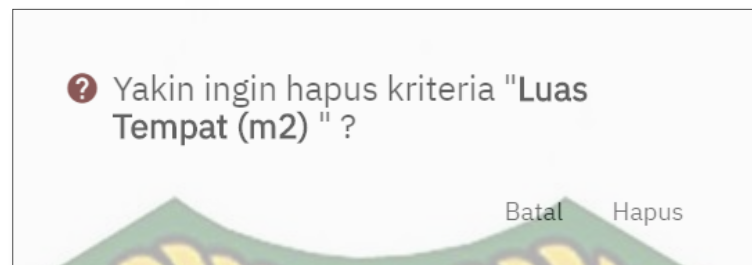 Yakin ingin hapus kriteria "Luas
Tempat (m2) " ?
Batal Hapus